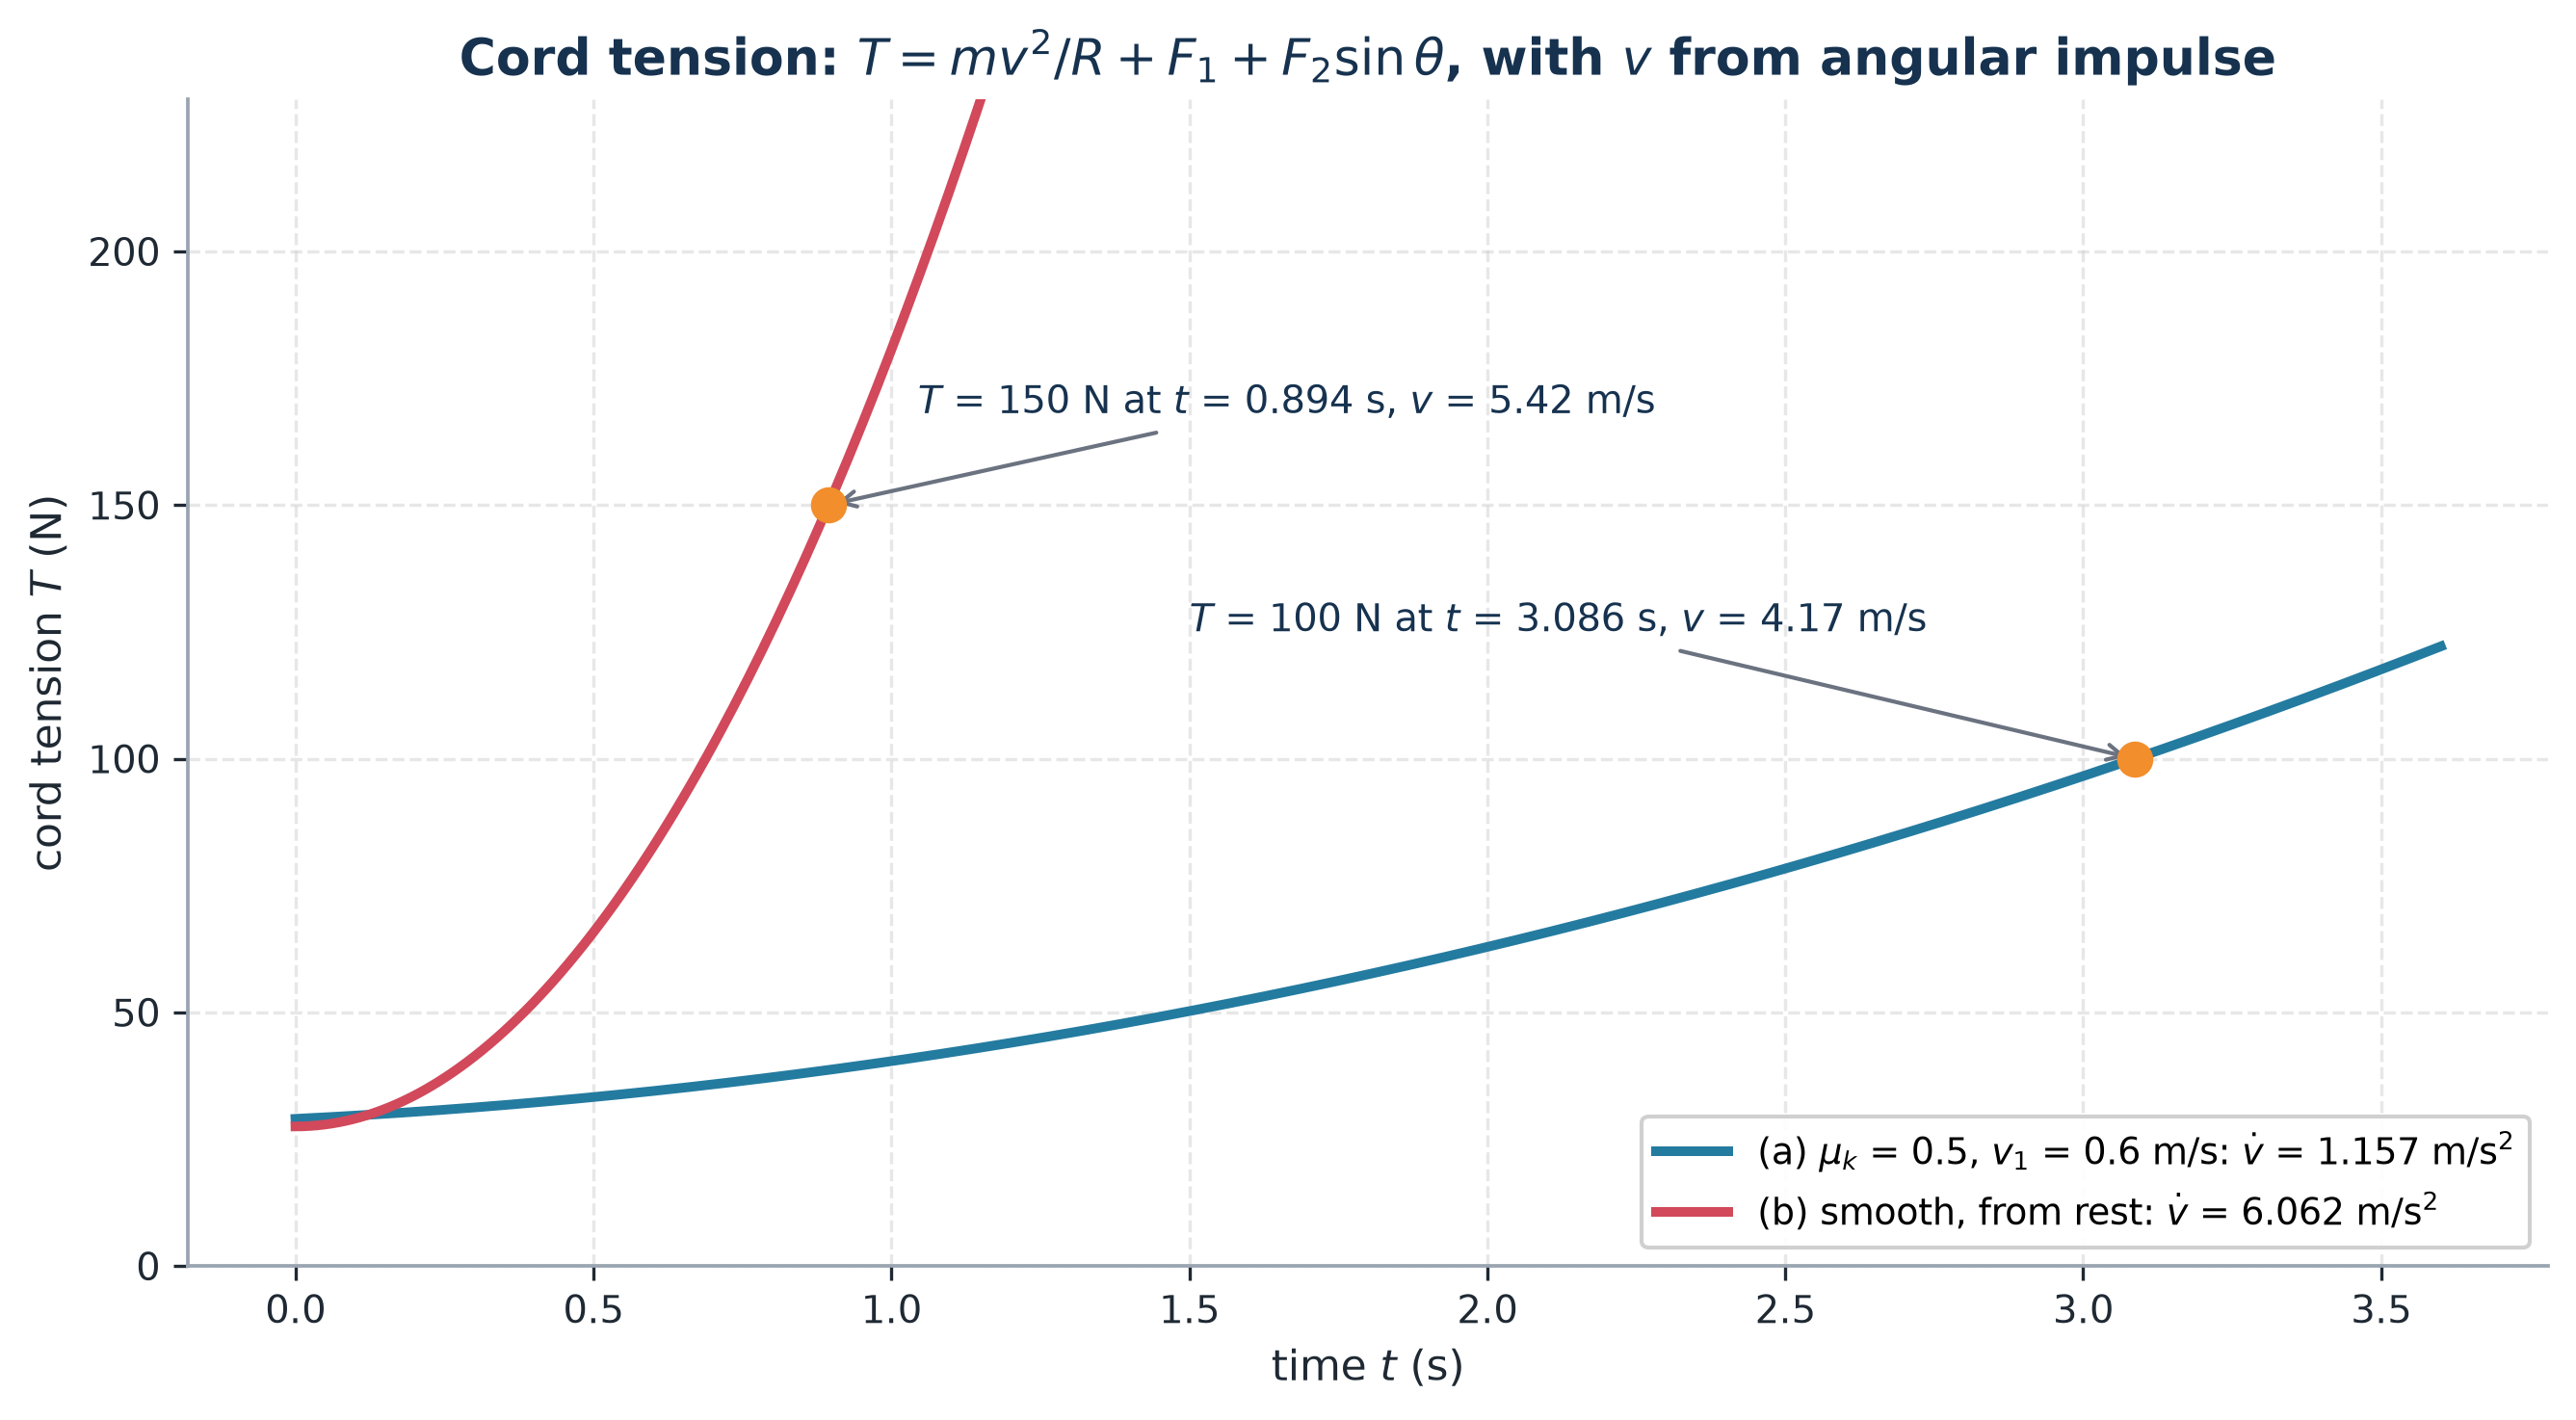 Cord tension: T = mv²/R + F₁ + F₂ sin θ, with v from angular impulse
cord tension T (N)
200
150
100
50
0
T = 150 N at t = 0.894 s, v = 5.42 m/s
T = 100 N at t = 3.086 s, v = 4.17 m/s
(a) μₖ = 0.5, v₁ = 0.6 m/s: v̇ = 1.157 m/s²
(b) smooth, from rest: v̇ = 6.062 m/s²
0.0 0.5 1.0 1.5 2.0 2.5 3.0 3.5
time t (s)